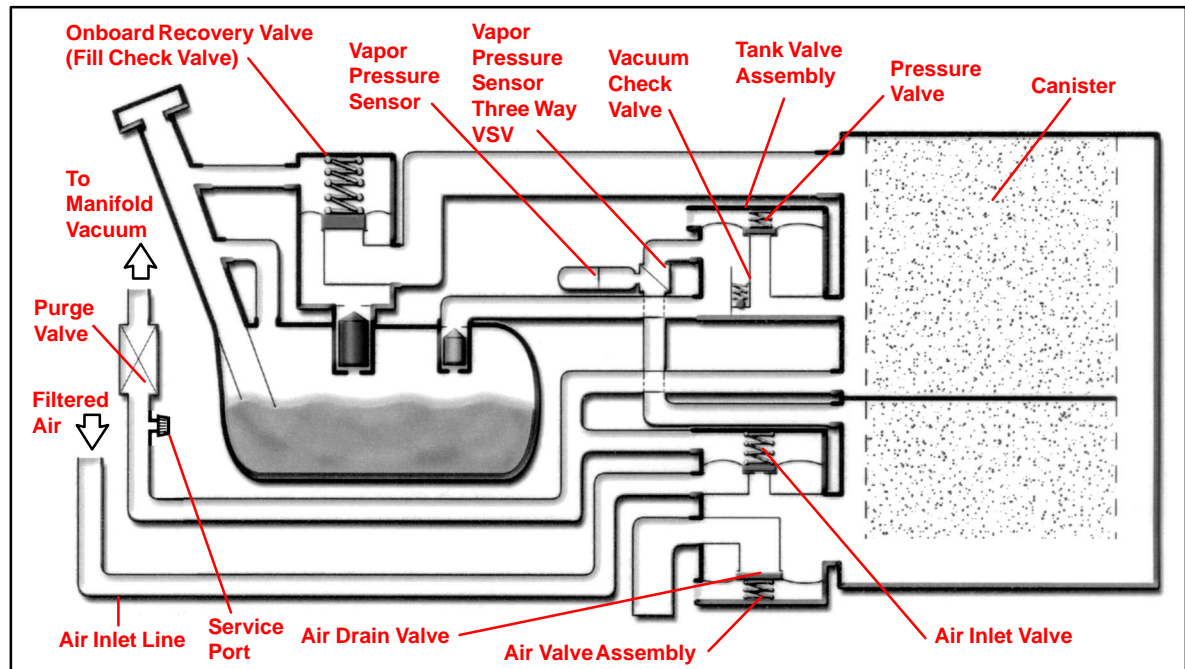 Onboard Recovery Valve
(Fill Check Valve)
Vapor
Pressure
Sensor
Vapor
Pressure
Sensor
Three Way
VSV
Vacuum
Check
Valve
Tank Valve
Assembly
Pressure
Valve
Canister
To
Manifold
Vacuum
Purge
Valve
Filtered
Air
Air Inlet Line
Service
Port
Air Drain Valve
Air Valve Assembly
Air Inlet Valve